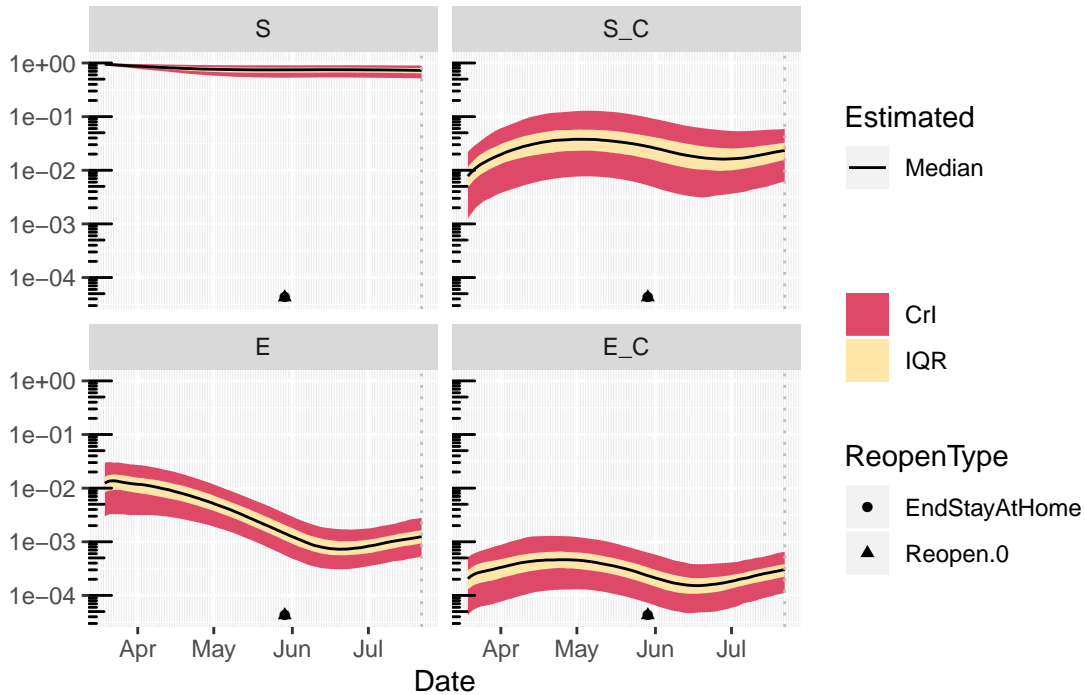 S
S_C
1e+00
1e−01
1e−02
1e−03
1e−04
E
E_C
1e+00
1e−01
1e−02
1e−03
1e−04
Apr
May
Jun
Jul
Apr
May
Jun
Jul
Date
Estimated
Median
CrI
IQR
ReopenType
EndStayAtHome
Reopen.0